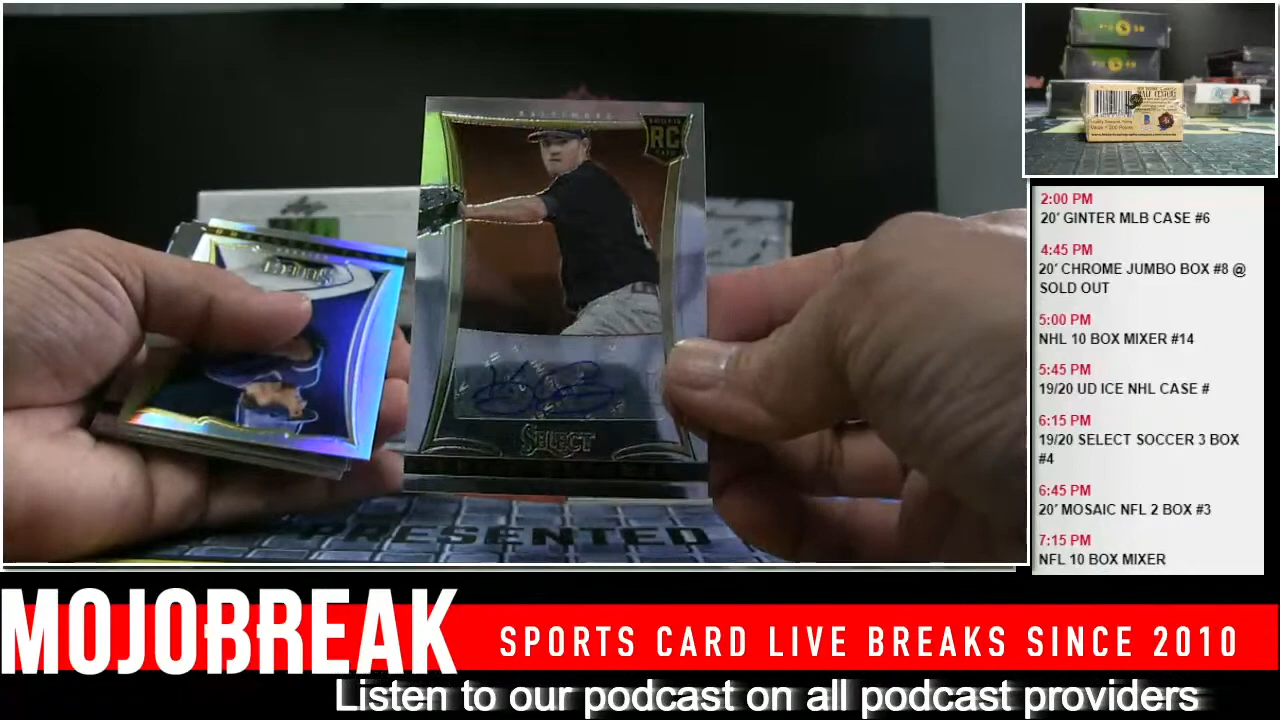 BALTIMORE
ROOKIE
RC
CARD
SELECT
SELECT
PRESENTED
2:00 PM
20' GINTER MLB CASE #6
4:45 PM
20' CHROME JUMBO BOX #8 @
SOLD OUT
5:00 PM
NHL 10 BOX MIXER #14
5:45 PM
19/20 UD ICE NHL CASE #
6:15 PM
19/20 SELECT SOCCER 3 BOX
#4
6:45 PM
20' MOSAIC NFL 2 BOX #3
7:15 PM
NFL 10 BOX MIXER
MOJOBREAK
SPORTS CARD LIVE BREAKS SINCE 2010
Listen to our podcast on all podcast providers